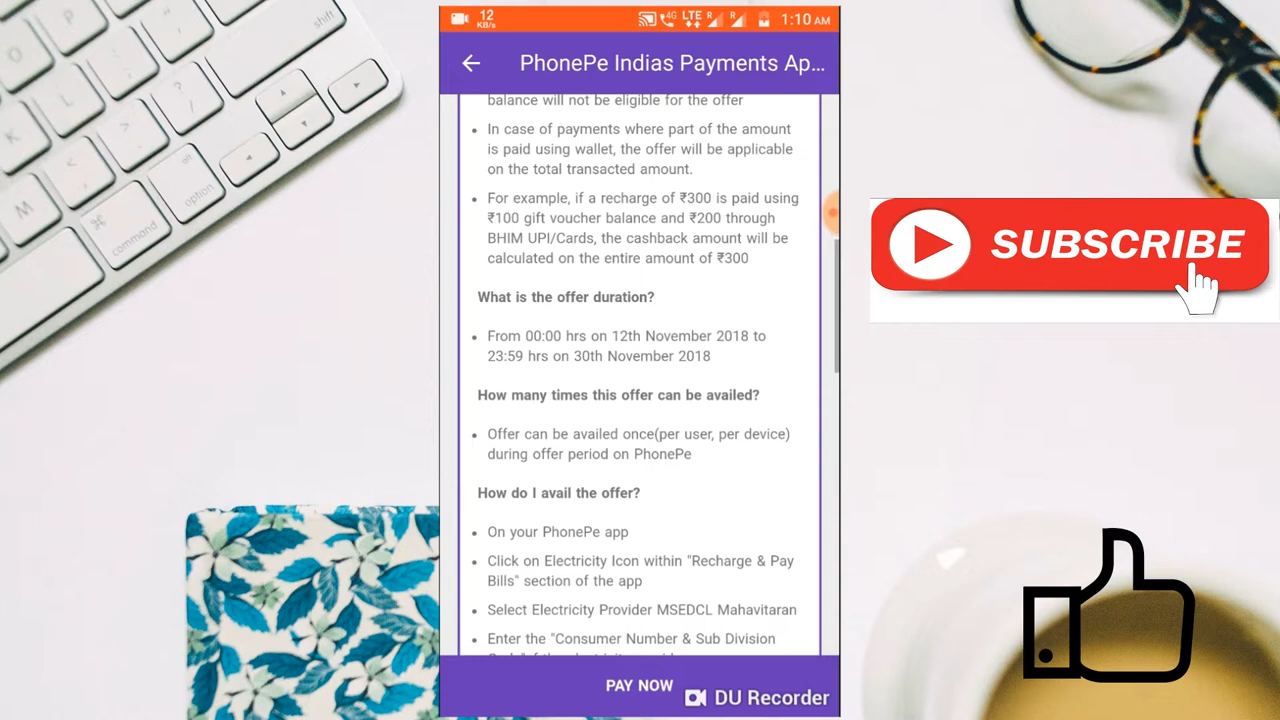 12
KB/s
4G
LTE
R
R
1:10 AM
PhonePe Indias Payments Ap...
balance will not be eligible for the offer
• In case of payments where part of the amount
is paid using wallet, the offer will be applicable
on the total transacted amount.
• For example, if a recharge of ₹300 is paid using
₹100 gift voucher balance and ₹200 through
BHIM UPI/Cards, the cashback amount will be
calculated on the entire amount of ₹300
What is the offer duration?
• From 00:00 hrs on 12th November 2018 to
23:59 hrs on 30th November 2018
How many times this offer can be availed?
• Offer can be availed once(per user, per device)
during offer period on PhonePe
How do I avail the offer?
• On your PhonePe app
• Click on Electricity Icon within "Recharge & Pay
Bills" section of the app
• Select Electricity Provider MSEDCL Mahavitaran
• Enter the "Consumer Number & Sub Division
PAY NOW
DU Recorder
SUBSCRIBE
shift
alt
option
⌘
command
O
P
K
L
M